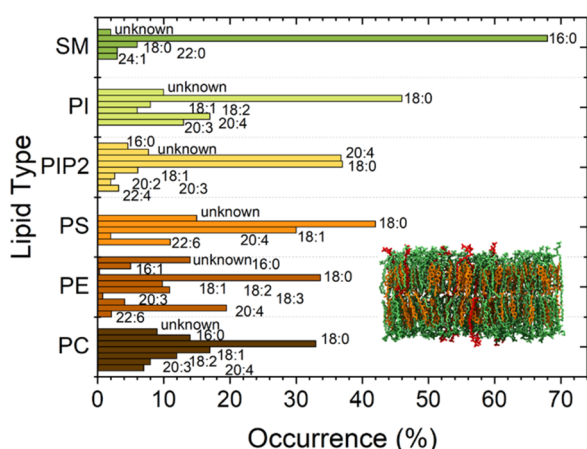 unknown
16:0
SM
18:0 22:0
24:1
unknown
18:0
PI
18:1 18:2
20:3 20:4
16:0
unknown
20:4
PIP2
18:0
18:1
20:2 20:3
22:4
unknown
18:0
PS
18:1
22:6 20:4
unknown 16:0
16:1
18:0
PE
18:1 18:2
18:3
20:3
20:4
22:6
unknown
16:0
18:0
PC
18:1
18:2
20:3 20:4
Lipid Type
0 10 20 30 40 50 60 70
Occurrence (%)